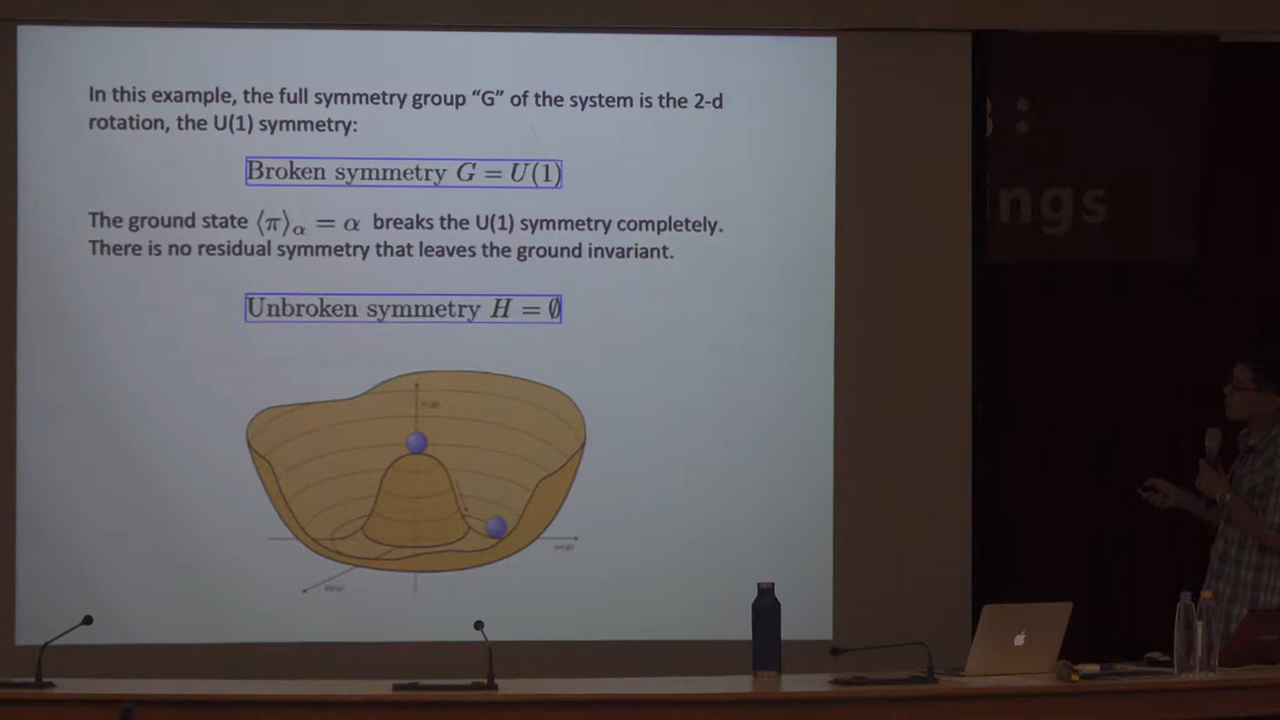 In this example, the full symmetry group “G” of the system is the 2-d
rotation, the U(1) symmetry:
Broken symmetry G = U(1)
The ground state ⟨π⟩α = α breaks the U(1) symmetry completely.
There is no residual symmetry that leaves the ground invariant.
Unbroken symmetry H = ∅
:
ngs